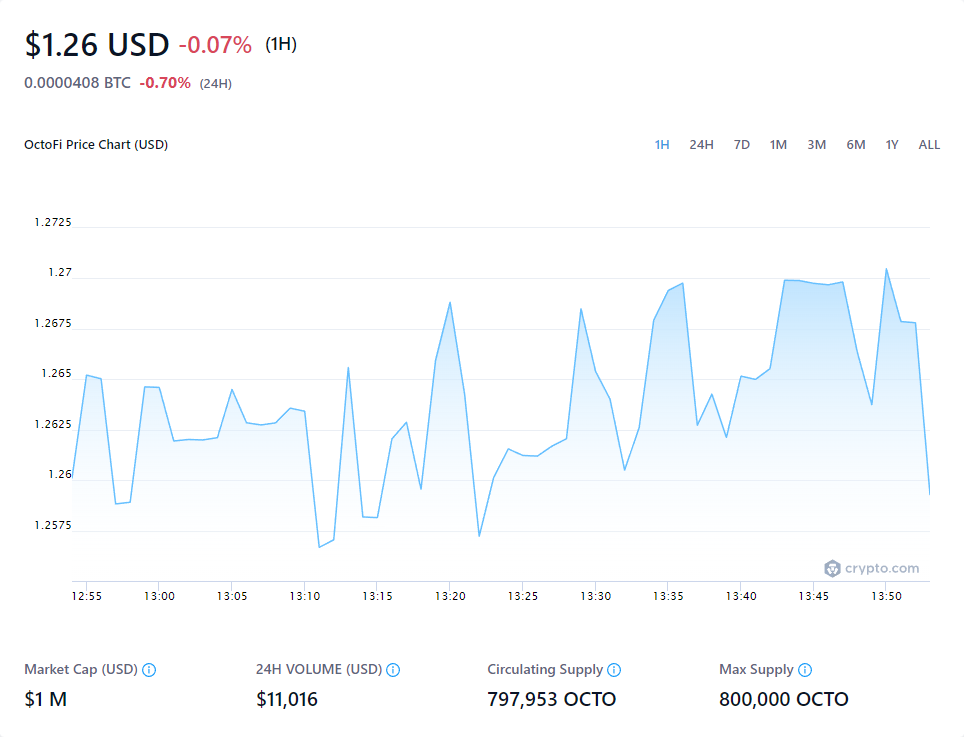 $1.26 USD -0.07% (1H)
0.0000408 BTC -0.70% (24H)
OctoFi Price Chart (USD) 1H 24H 7D 1M 3M 6M 1Y ALL
1.2725
1.27
1.2675
1.265
1.2625
1.26
1.2575
crypto.com
12:55 13:00 13:05 13:10 13:15 13:20 13:25 13:30 13:35 13:40 13:45 13:50
Market Cap (USD) 24H VOLUME (USD) Circulating Supply Max Supply
$1 M $11,016 797,953 OCTO 800,000 OCTO